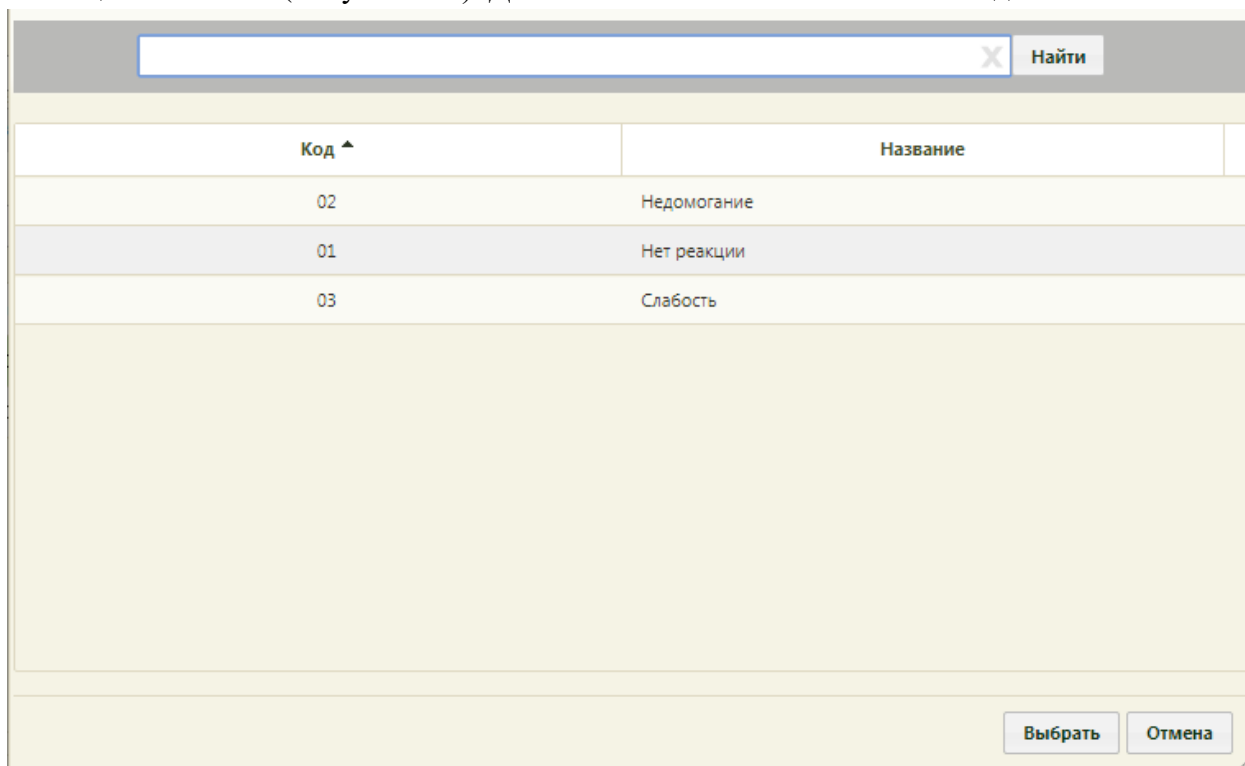 Найти
Код Название
02 Недомогание
01 Нет реакции
03 Слабость
Выбрать Отмена